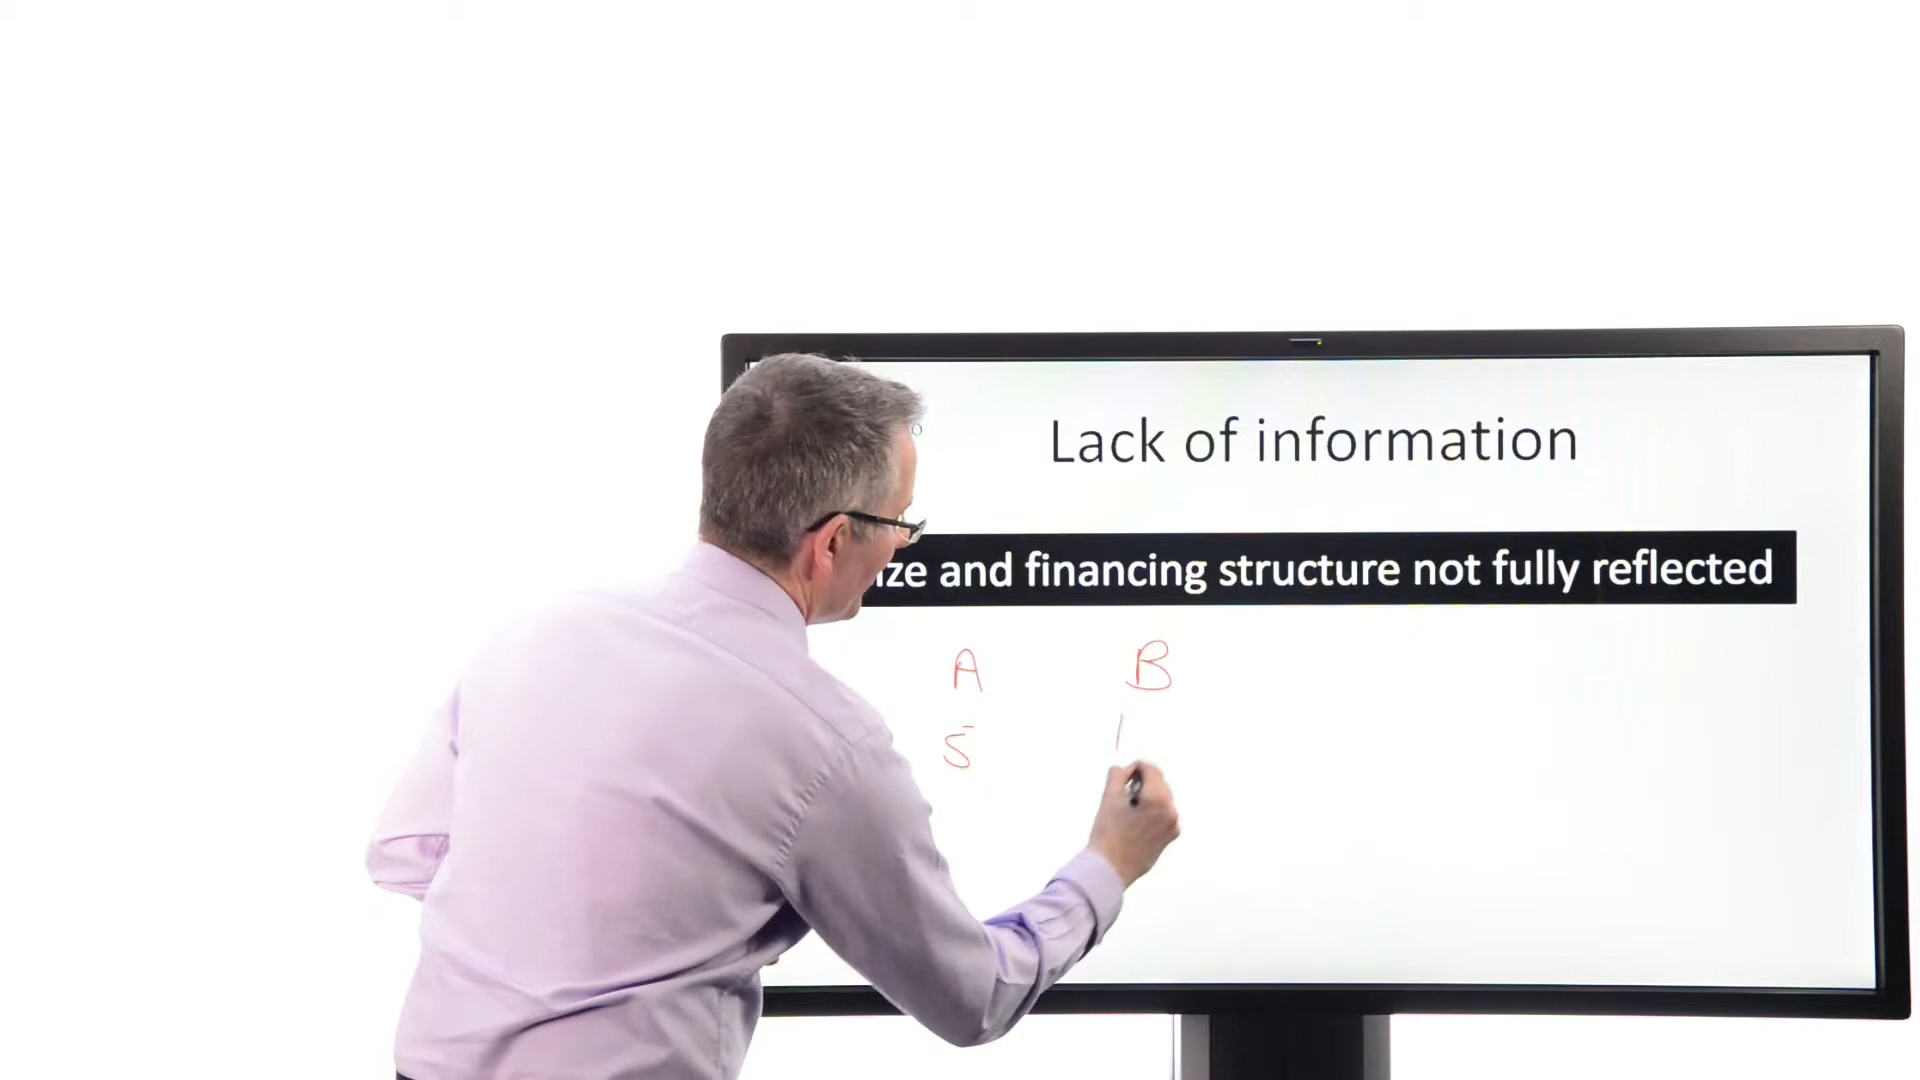 Lack of information
ize and financing structure not fully reflected
A B
5